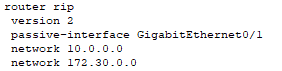 router rip
version 2
passive-interface GigabitEthernet0/1
network 10.0.0.0
network 172.30.0.0